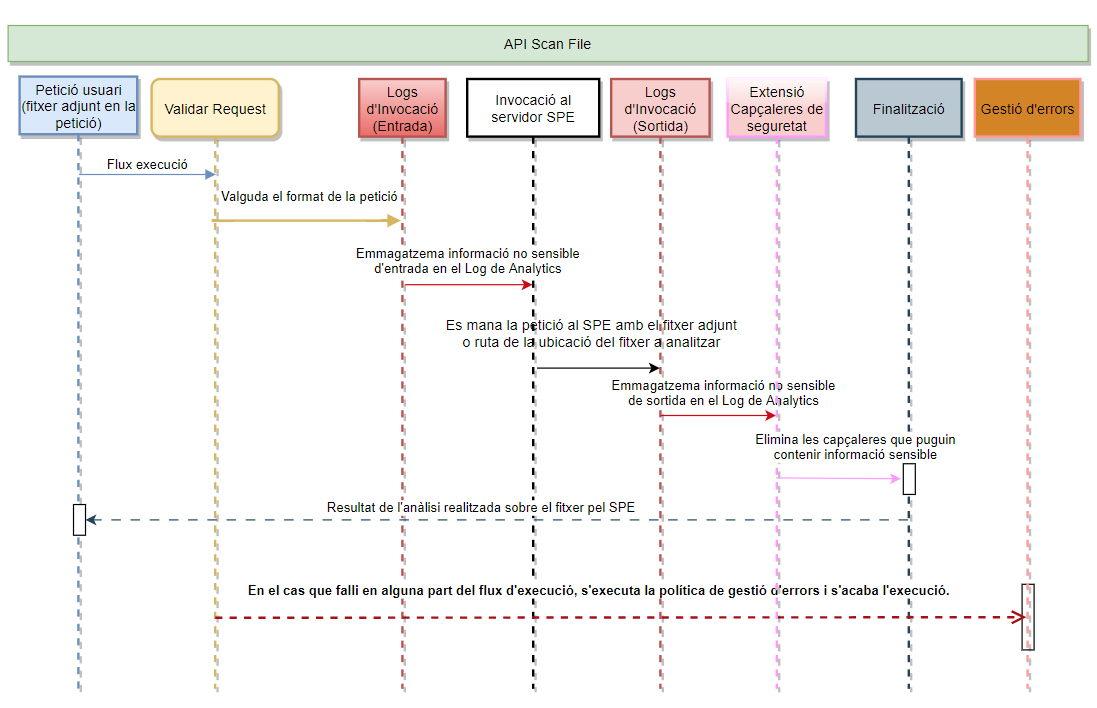 API Scan File
Petició usuari
(fitxer adjunt en la
petició)
Validar Request
Logs
d'Invocació
(Entrada)
Invocació al
servidor SPE
Logs
d'Invocació
(Sortida)
Extensió
Capçaleres de
seguretat
Finalització
Gestió d'errors
Flux execució
Valguda el format de la petició
Emmagatzema informació no sensible
d'entrada en el Log de Analytics
Es mana la petició al SPE amb el fitxer adjunt
o ruta de la ubicació del fitxer a analitzar
Emmagatzema informació no sensible
de sortida en el Log de Analytics
Elimina les capçaleres que puguin
contenir informació sensible
Resultat de l'anàlisi realitzada sobre el fitxer pel SPE
En el cas que falli en alguna part del flux d'execució, s'executa la política de gestió d'errors i s'acaba l'execució.